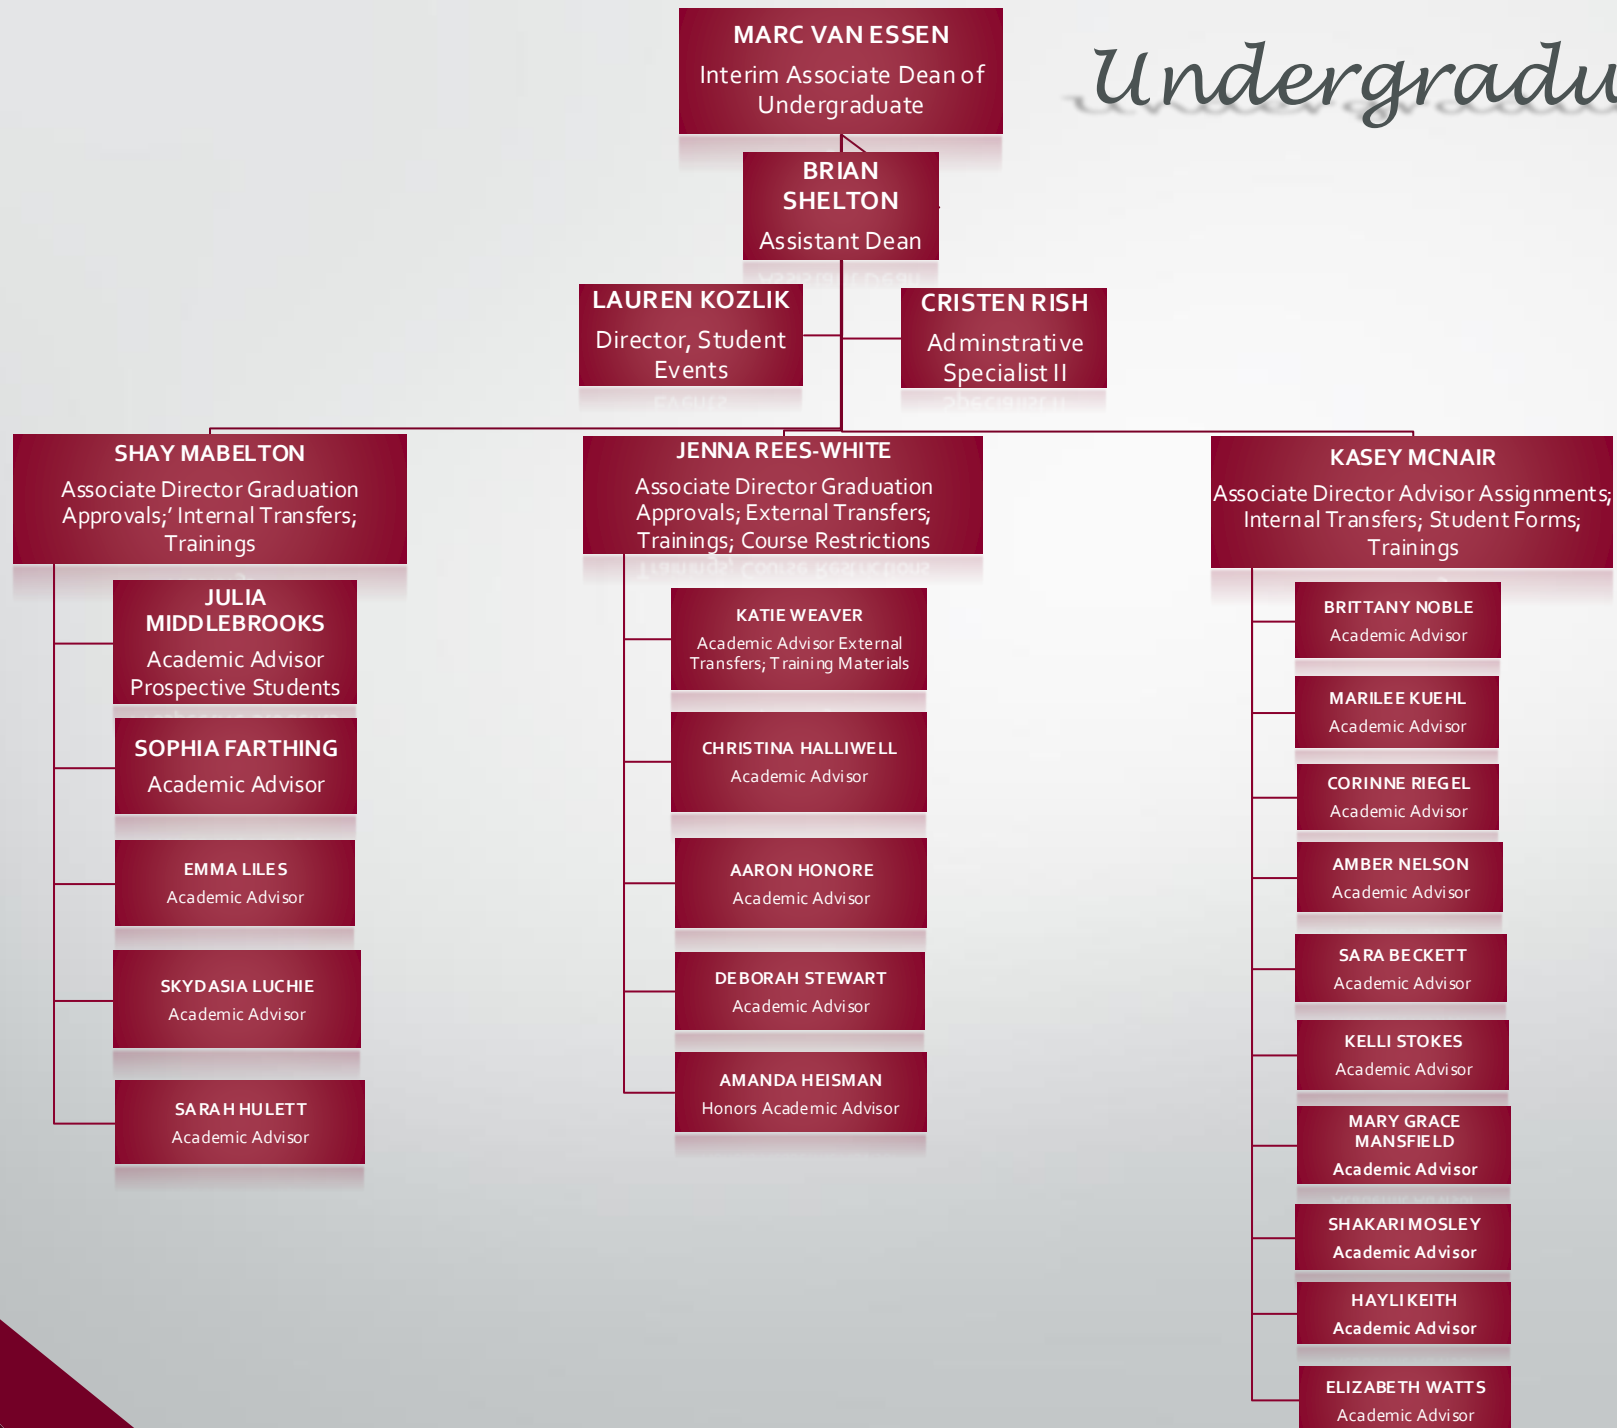 MARC VAN ESSEN
Interim Associate Dean of
Undergraduate
Undergradu
BRIAN
SHELTON
Assistant Dean
LAUREN KOZLIK
Director, Student
Events
CRISTEN RISH
Adminstrative
Specialist II
SHAY MABELTON
Associate Director Graduation
Approvals;’ Internal Transfers;
Trainings
JULIA
MIDDLEBROOKS
Academic Advisor
Prospective Students
SOPHIA FARTHING
Academic Advisor
EMMA LILES
Academic Advisor
SKYDASIA LUCHIE
Academic Advisor
SARAH HULETT
Academic Advisor
JENNA REES-WHITE
Associate Director Graduation
Approvals; External Transfers;
Trainings; Course Restrictions
KATIE WEAVER
Academic Advisor External
Transfers; Training Materials
CHRISTINA HALLIWELL
Academic Advisor
AARON HONORE
Academic Advisor
DEBORAH STEWART
Academic Advisor
AMANDA HEISMAN
Honors Academic Advisor
KASEY MCNAIR
Associate Director Advisor Assignments;
Internal Transfers; Student Forms;
Trainings
BRITTANY NOBLE
Academic Advisor
MARILEE KUEHL
Academic Advisor
CORINNE RIEGEL
Academic Advisor
AMBER NELSON
Academic Advisor
SARA BECKETT
Academic Advisor
KELLI STOKES
Academic Advisor
MARY GRACE
MANSFIELD
Academic Advisor
SHAKARI MOSLEY
Academic Advisor
HAYLI KEITH
Academic Advisor
ELIZABETH WATTS
Academic Advisor